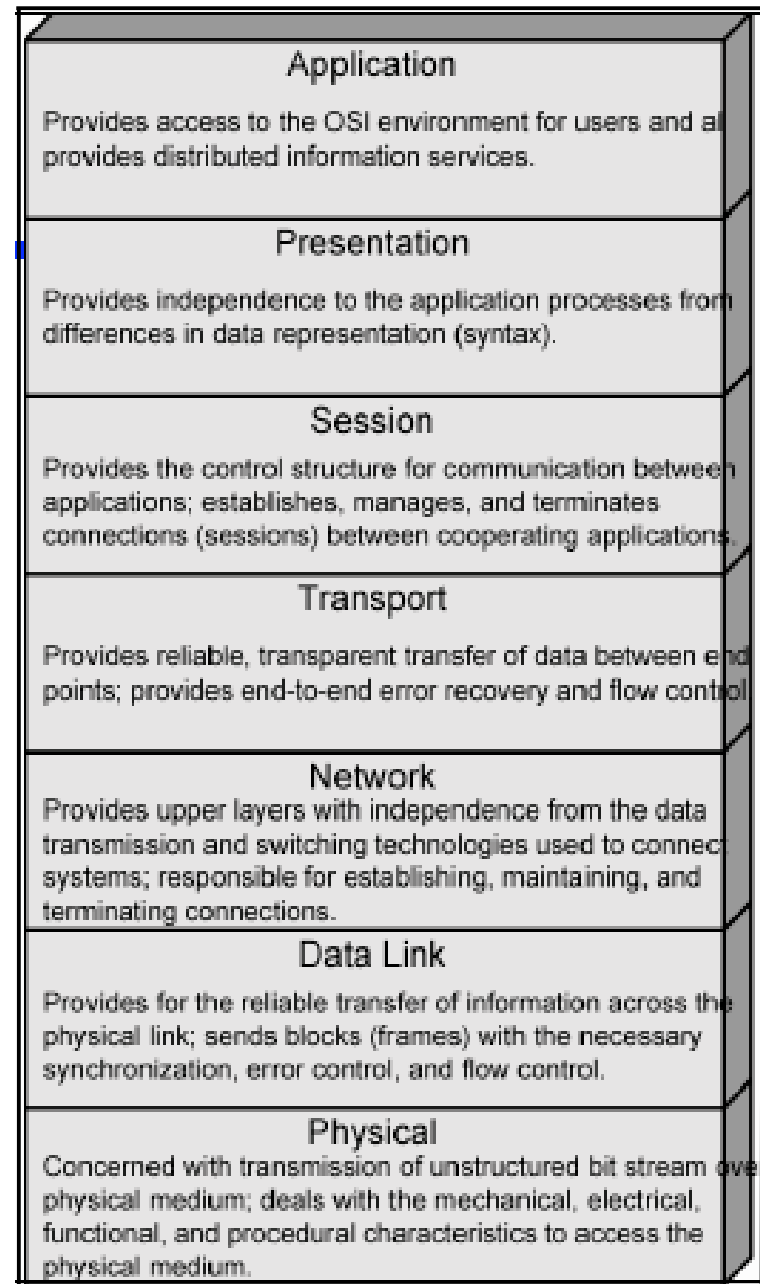 Application
Provides access to the OSI environment for users and al
provides distributed information services.
Presentation
Provides independence to the application processes from
differences in data representation (syntax).
Session
Provides the control structure for communication between
applications; establishes, manages, and terminates
connections (sessions) between cooperating applications.
Transport
Provides reliable, transparent transfer of data between end
points; provides end-to-end error recovery and flow control
Network
Provides upper layers with independence from the data
transmission and switching technologies used to connect
systems; responsible for establishing, maintaining, and
terminating connections.
Data Link
Provides for the reliable transfer of information across the
physical link; sends blocks (frames) with the necessary
synchronization, error control, and flow control.
Physical
Concerned with transmission of unstructured bit stream ove
physical medium; deals with the mechanical, electrical,
functional, and procedural characteristics to access the
physical medium.